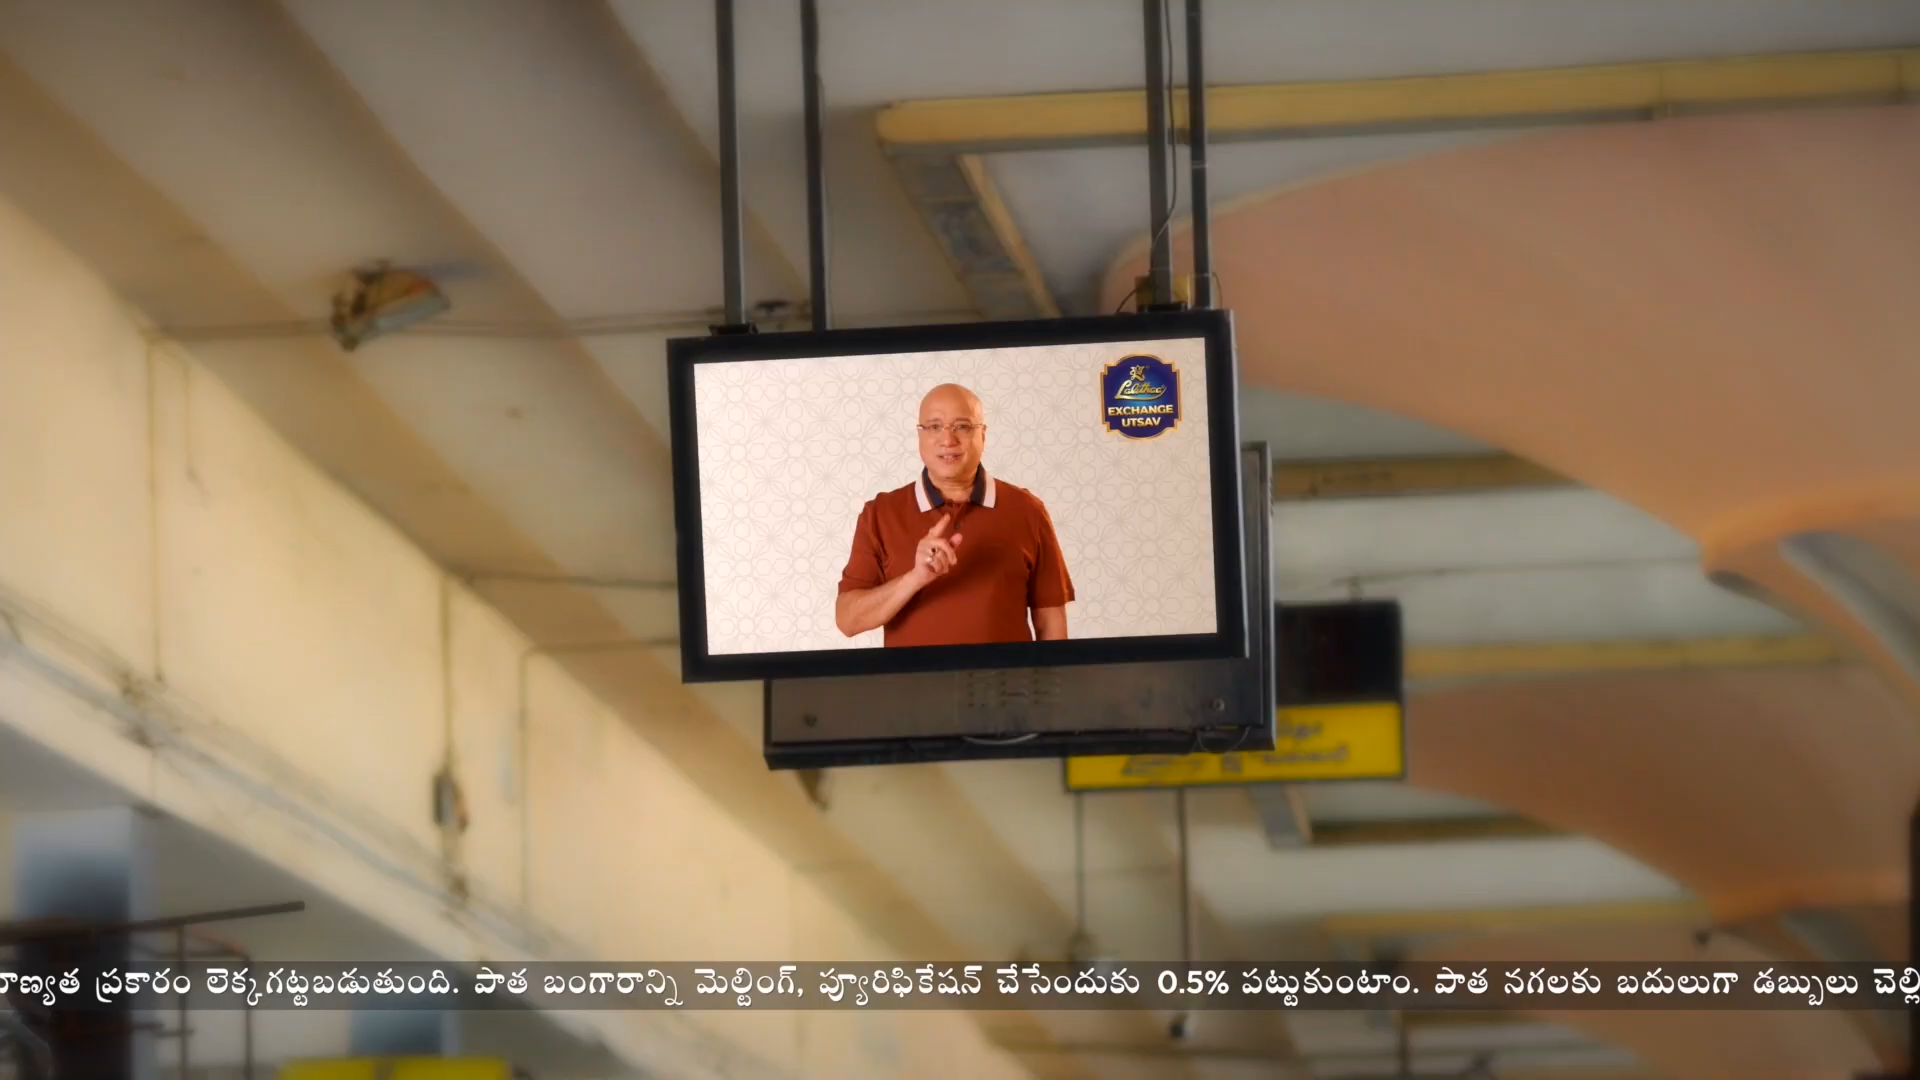 Lalithaa
EXCHANGE
UTSAV
ప్రకారం లెక్కగట్టబడుతుంది. పాత బంగారాన్ని మెల్టింగ్, ప్యూరిఫికేషన్ చేసేందుకు 0.5% పట్టుకుంటాం. పాత నగలకు బదులుగా డబ్బులు